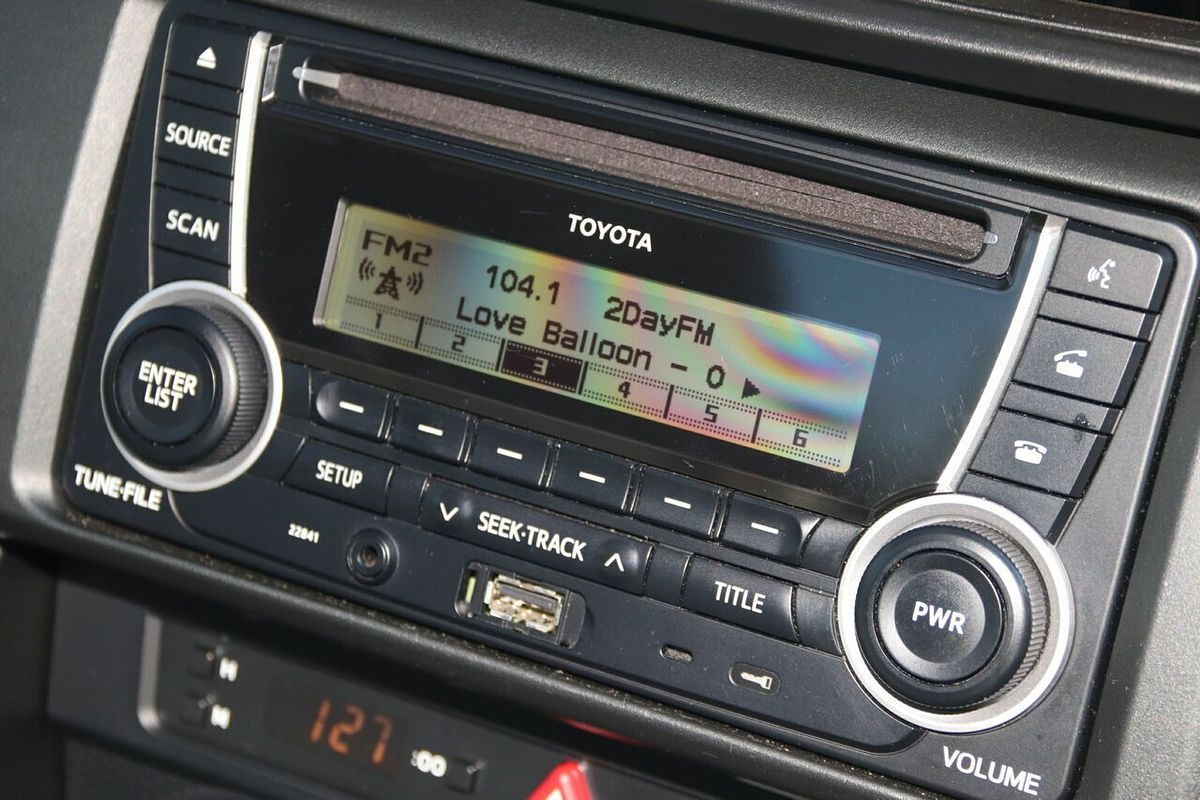 SOURCE
SCAN
TOYOTA
FM2
104.1 2DayFM
Love Balloon - 0
1 2 3 4 5 6
ENTER
LIST
TUNE·FILE
SETUP
SEEK·TRACK
TITLE
22841
PWR
VOLUME
H
M
127
:00